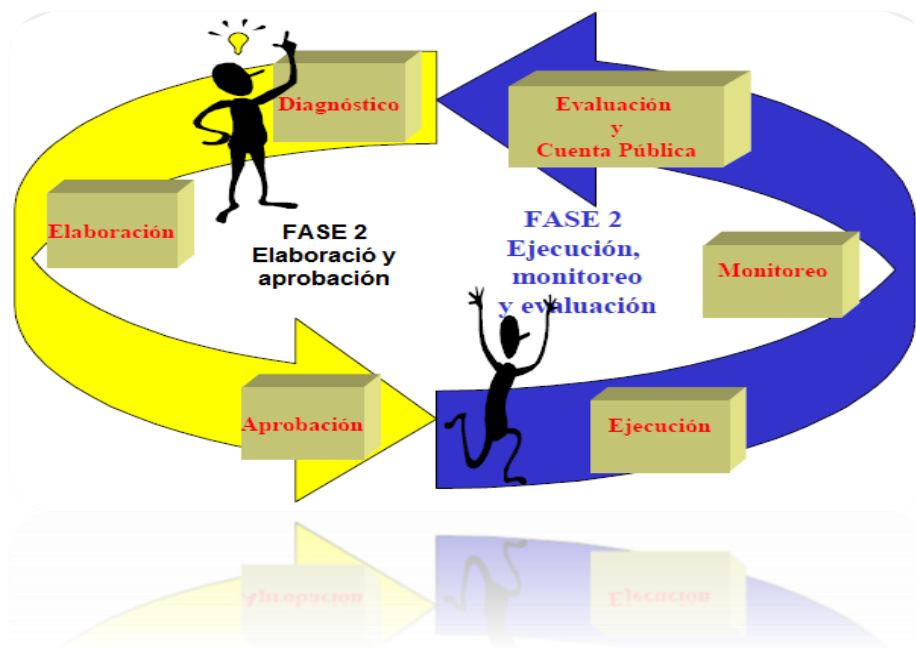 Diagnóstico
Evaluación
y
Cuenta Pública
Elaboración
FASE 2
Elaboració y
aprobación
FASE 2
Ejecución,
monitoreo
y evaluación
Monitoreo
Aprobación
Ejecución